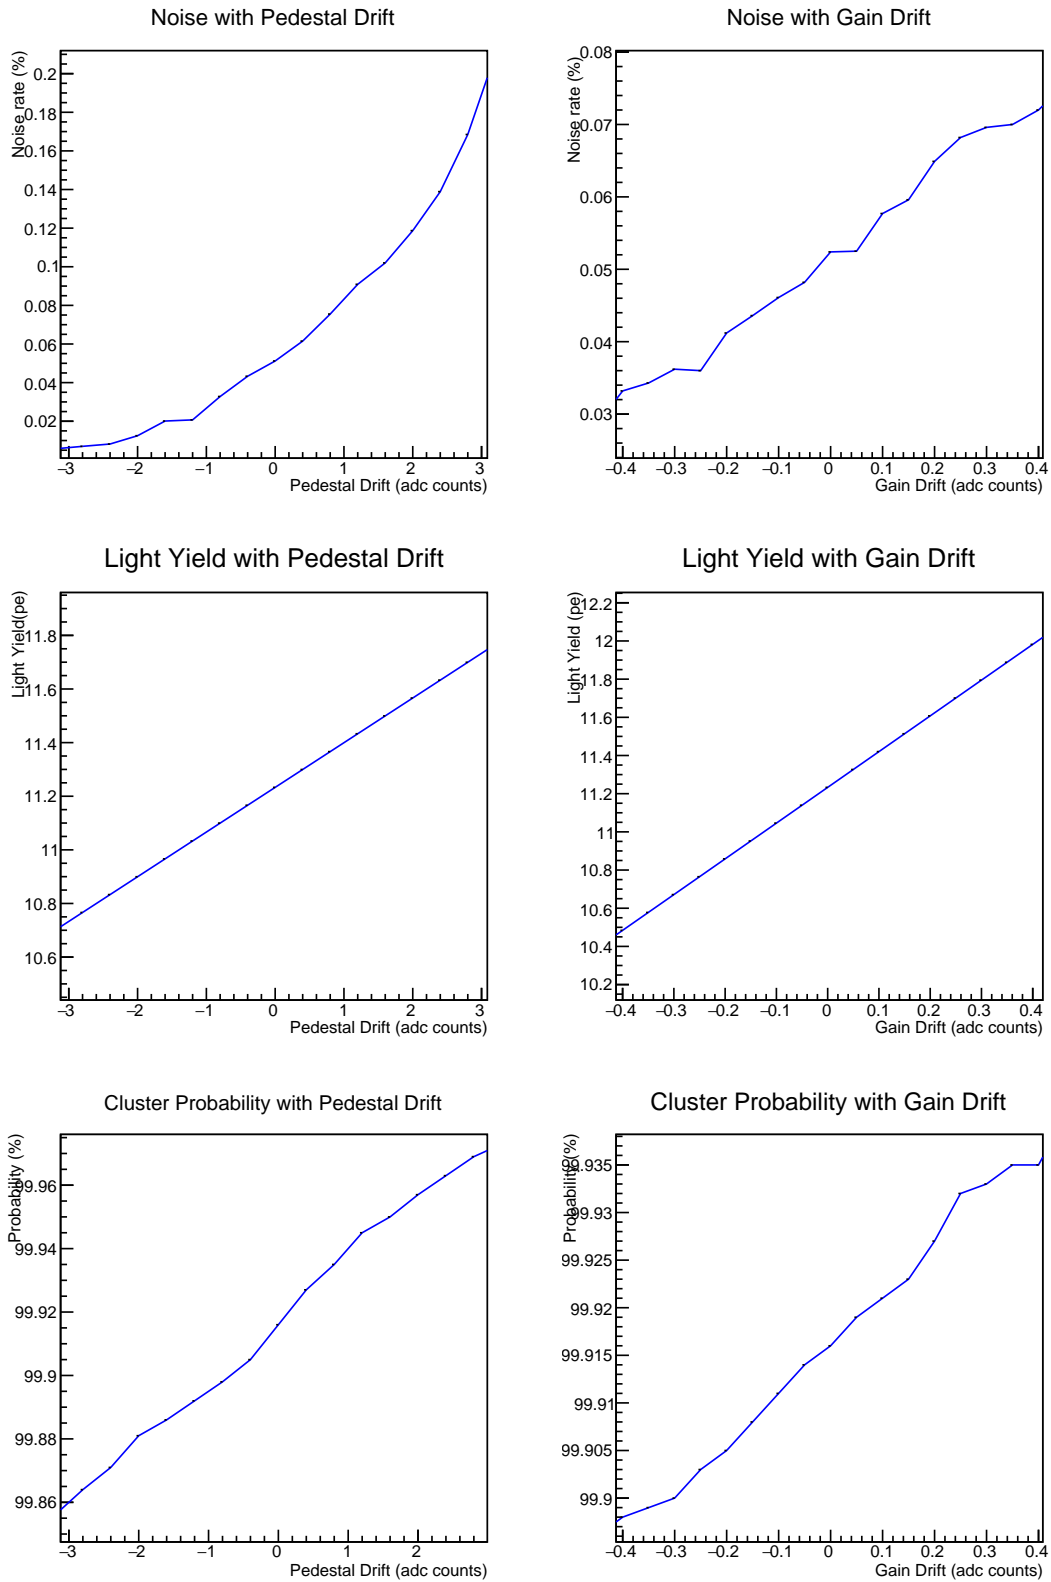 Noise with Pedestal Drift
Noise rate (%)
0.2
0.18
0.16
0.14
0.12
0.1
0.08
0.06
0.04
0.02
−3 −2 −1 0 1 2 3
Pedestal Drift (adc counts)
Noise with Gain Drift
Noise rate (%)
0.08
0.07
0.06
0.05
0.04
0.03
−0.4 −0.3 −0.2 −0.1 0 0.1 0.2 0.3 0.4
Gain Drift (adc counts)
Light Yield with Pedestal Drift
Light Yield(pe)
11.8
11.6
11.4
11.2
11
10.8
10.6
−3 −2 −1 0 1 2 3
Pedestal Drift (adc counts)
Light Yield with Gain Drift
Light Yield (pe)
12.2
12
11.8
11.6
11.4
11.2
11
10.8
10.6
10.4
10.2
−0.4 −0.3 −0.2 −0.1 0 0.1 0.2 0.3 0.4
Gain Drift (adc counts)
Cluster Probability with Pedestal Drift
Probability (%)
99.96
99.94
99.92
99.9
99.88
99.86
−3 −2 −1 0 1 2
Pedestal Drift (adc counts)
Cluster Probability with Gain Drift
Probability (%)
99.935
99.93
99.925
99.92
99.915
99.91
99.905
99.9
−0.4 −0.3 −0.2 −0.1 0 0.1 0.2 0.3 0.4
Gain Drift (adc counts)